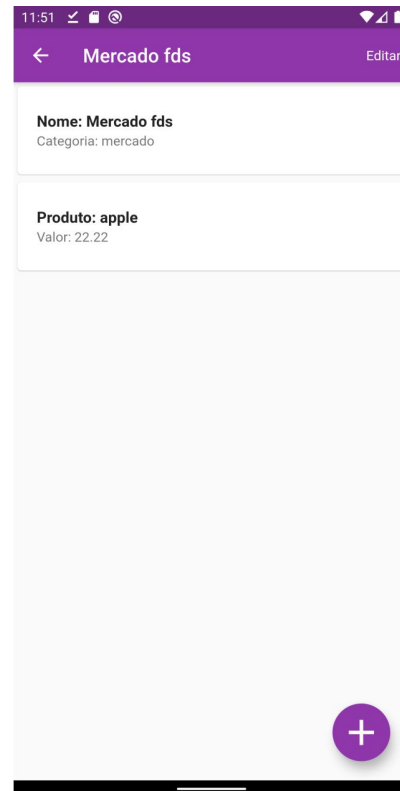 11:51
Mercado fds
Editar
Nome: Mercado fds
Categoria: mercado
Produto: apple
Valor: 22.22